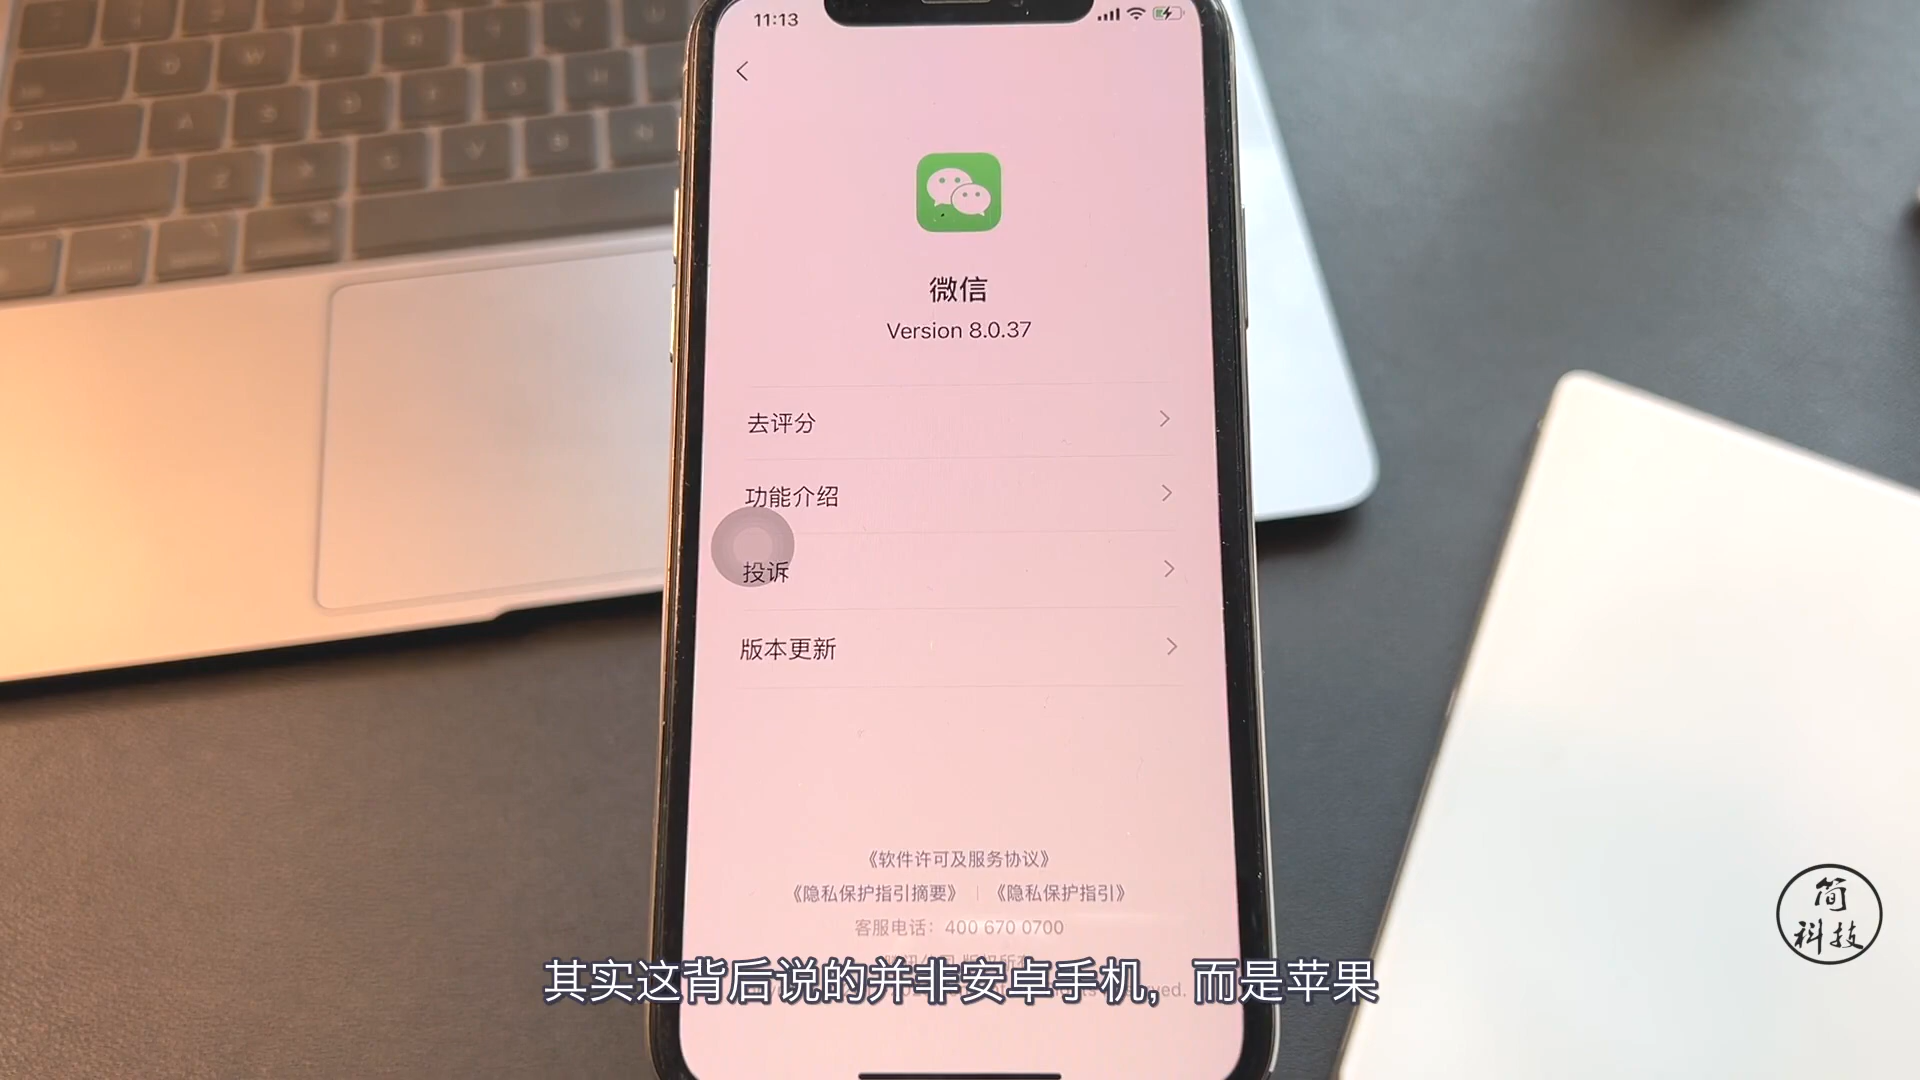 11:13
微信
Version 8.0.37
去评分
功能介绍
投诉
版本更新
《软件许可及服务协议》
《隐私保护指引摘要》 | 《隐私保护指引》
客服电话：400 670 0700
其实这背后说的并非安卓手机，而是苹果
简
科技